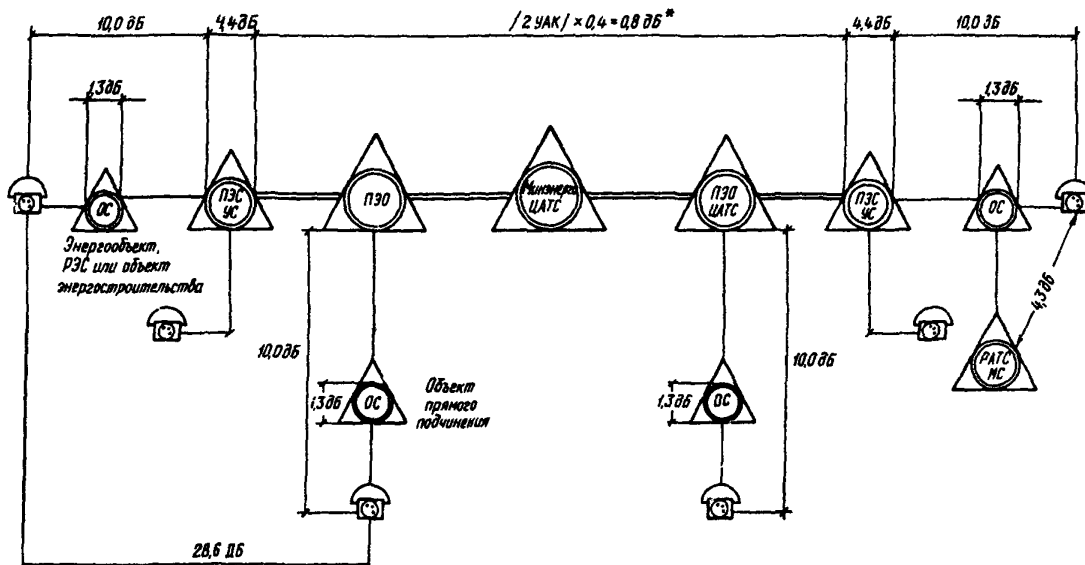 10,0 дБ
4,4 дБ
/ 2 УАК / × 0,4 = 0,8 дБ *
4,4 дБ
10,0 дБ
1,3 дБ
1,3 дБ
ОС
ПЭС
УС
ПЭО
Минэнерго
ЦАТС
ПЭО
ЦАТС
ПЭС
УС
ОС
Энергообъект,
РЭС или объект
энергостроительства
4,3 дБ
10,0 дБ
10,0 дБ
РАТС
МС
1,3 дБ
ОС
Объект
прямого
подчинения
1,3 дБ
ОС
28,6 ДБ